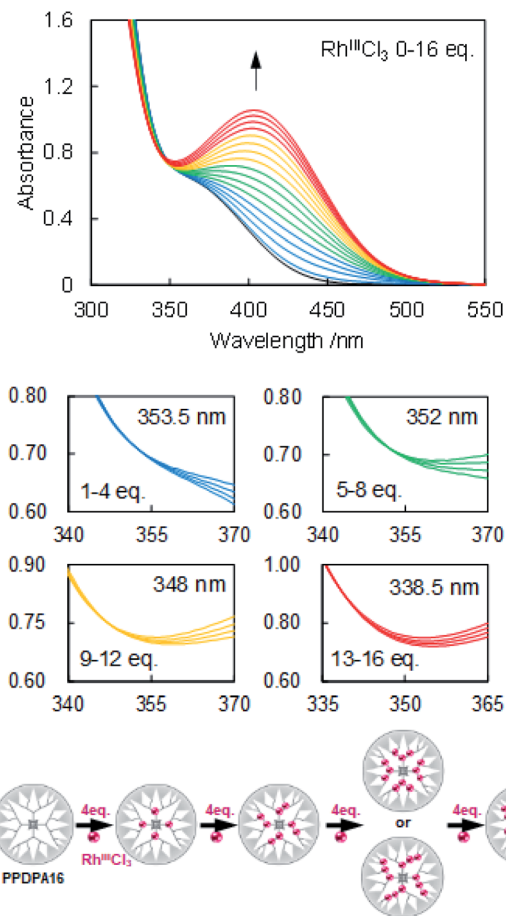 1.6
Rh^IIICl₃ 0-16 eq.
1.2
Absorbance
0.8
0.4
0
300 350 400 450 500 550
Wavelength /nm
0.80
353.5 nm
0.70
1-4 eq.
0.60
340 355 370
0.80
352 nm
0.70
5-8 eq.
0.60
340 355 370
0.90
348 nm
0.75
9-12 eq.
0.60
340 355 370
1.00
338.5 nm
0.80
13-16 eq.
0.60
335 350 365
4eq. 4eq. 4eq. or 4eq.
Rh^IIICl₃
PPDPA16